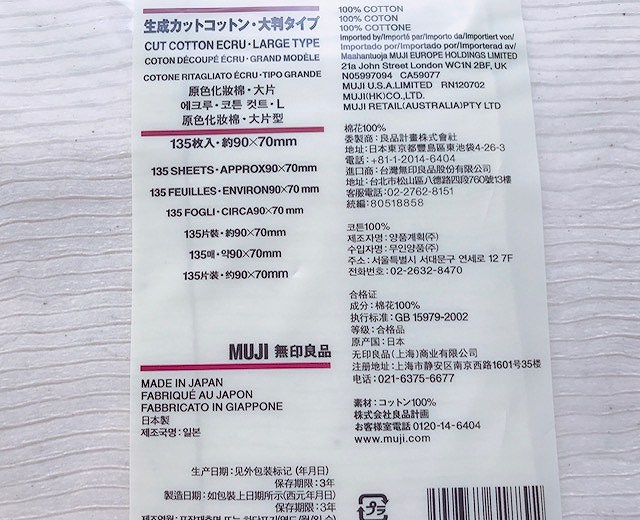 生成カットコットン・大判タイプ
CUT COTTON ECRU・LARGE TYPE
COTON DÉCOUPÉ ÉCRU・GRAND MODÈLE
COTONE RITAGLIATO ÉCRU・TIPO GRANDE
原色化妝棉・大片
에크루・코튼 컷트・L
原色化妝棉・大片型
135枚入・約90×70mm
135 SHEETS・APPROX90×70 mm
135 FEUILLES・ENVIRON90×70 mm
135 FOGLI・CIRCA90×70 mm
135片裝・約90×70mm
135매・약90×70mm
135片装・约90×70mm
MUJI 無印良品
MADE IN JAPAN
FABRIQUÉ AU JAPON
FABBRICATO IN GIAPPONE
日本製
제조국명:일본
生产日期:见外包装标记 (年月日)
保存期限:3年
製造日期:如包裝上日期所示(西元年月日)
保存期限:3年
100% COTTON
100% COTON
100% COTTONE
Imported by/Importé par/Importo da/Importiert von/
Importado por/Importado por/Importerad av/
Maahantuoja MUJI EUROPE HOLDINGS LIMITED
21a John Street London WC1N 2BF, UK
N05997094 CA59077
MUJI U.S.A.LIMITED RN120702
MUJI(HK)CO.,LTD.
MUJI RETAIL(AUSTRALIA)PTY LTD
棉花100%
委製商:良品計畫株式會社
地址:日本東京都豐島區東池袋4-26-3
電話:+81-1-2014-6404
進口商:台灣無印良品股份有限公司
地址:台北市松山區八德路四段760號13樓
客服電話:02-2762-8151
統編:80518858
코튼100%
제조자명:양품계획(주)
수입자명:무인양품(주)
주소:서울특별시 서대문구 연세로 12 7F
전화번호:02-2632-8470
合格证
成分:棉花100%
执行标准:GB 15979-2002
等级:合格品
原产国:日本
无印良品(上海)商业有限公司
注册地址:上海市静安区南京西路1601号35楼
电话:021-6375-6677
素材:コットン100%
株式会社良品計画
お客様室電話 0120-14-6404
www.muji.com
プラ